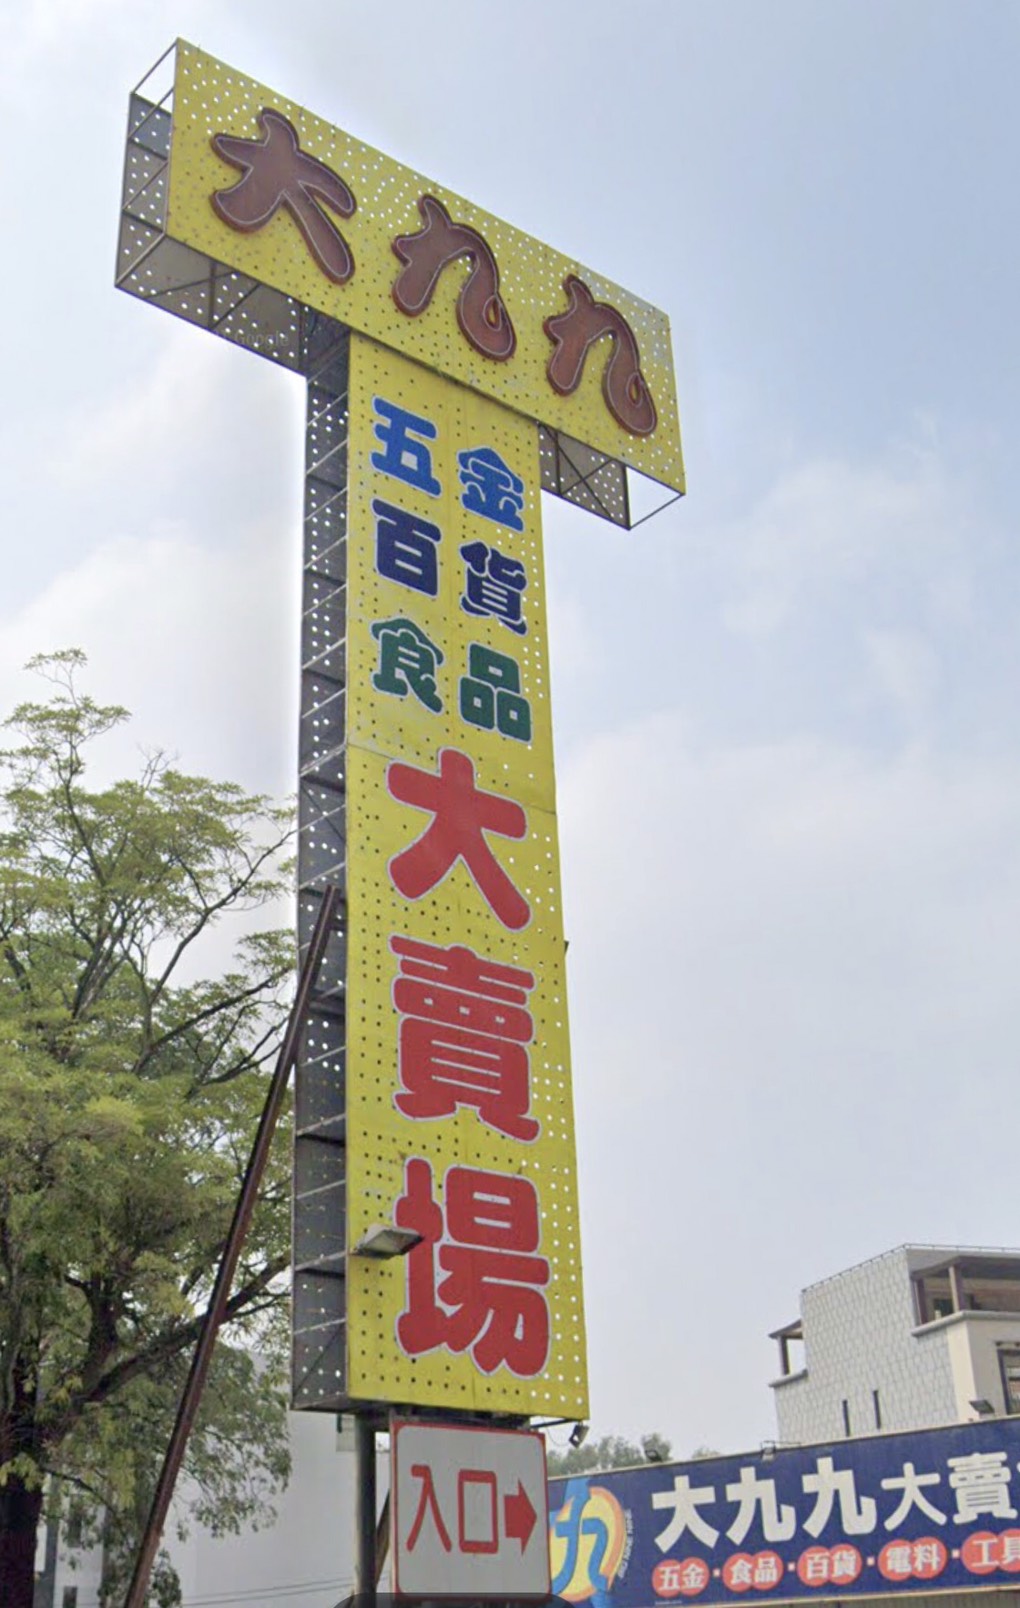 大九九
五金
百貨
食品
大賣場
入口
大九九大賣
五金·食品·百貨·電料·工具